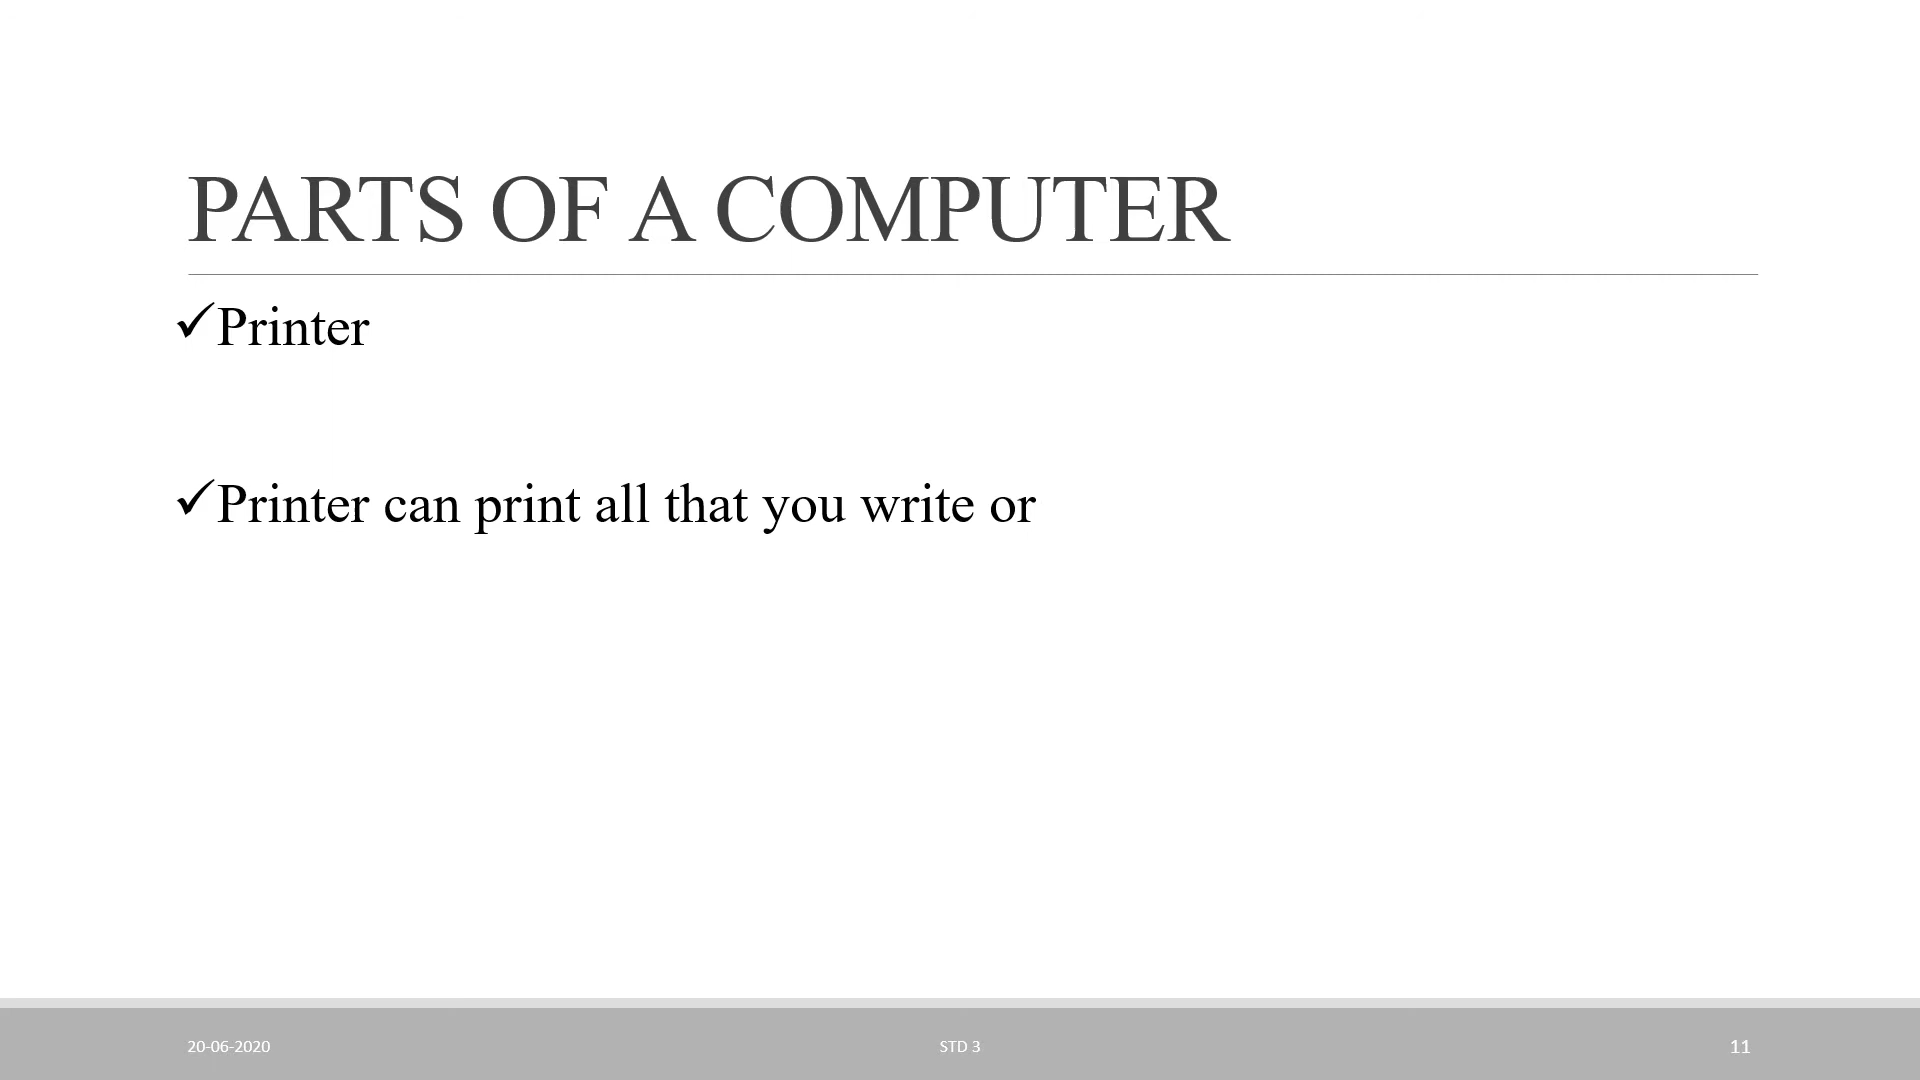 PARTS OF A COMPUTER
✓Printer
✓Printer can print all that you write or
20-06-2020
STD 3
11